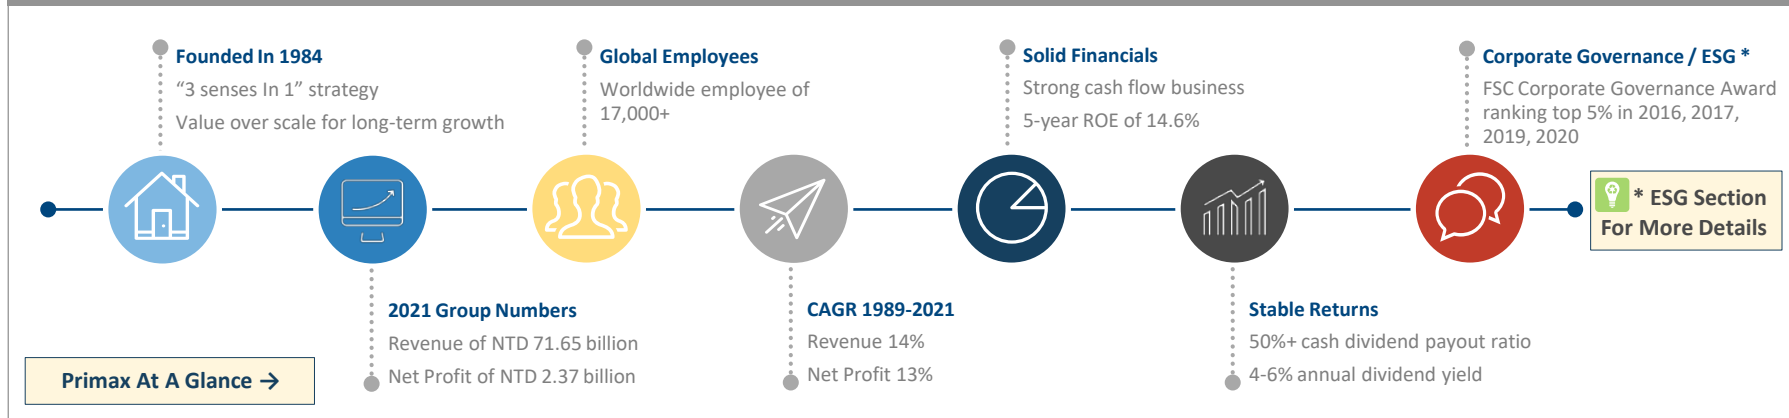 Founded In 1984
“3 senses In 1” strategy
Value over scale for long-term growth
Global Employees
Worldwide employee of
17,000+
Solid Financials
Strong cash flow business
5-year ROE of 14.6%
Corporate Governance / ESG *
FSC Corporate Governance Award
ranking top 5% in 2016, 2017,
2019, 2020
* ESG Section
For More Details
2021 Group Numbers
Revenue of NTD 71.65 billion
Net Profit of NTD 2.37 billion
CAGR 1989-2021
Revenue 14%
Net Profit 13%
Stable Returns
50%+ cash dividend payout ratio
4-6% annual dividend yield
Primax At A Glance →